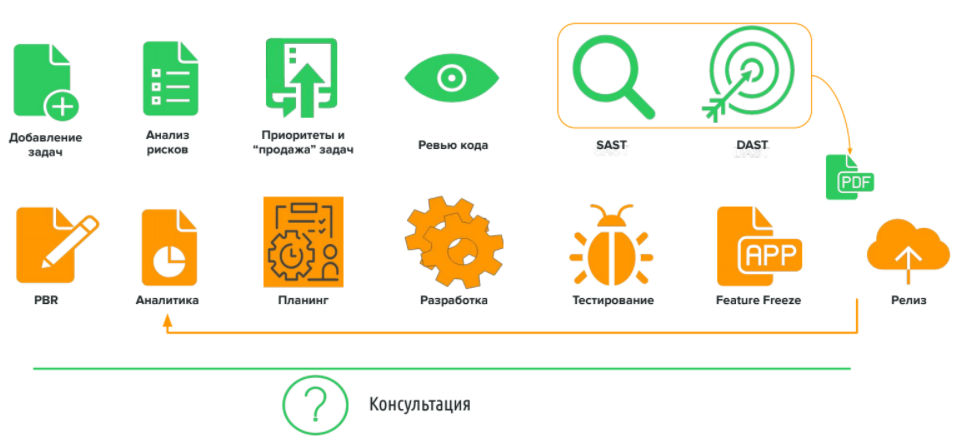 Добавление
задач
Анализ
рисков
Приоритеты и
“продажа” задач
Ревью кода
SAST
DAST
PDF
APP
PBR
Аналитика
Планинг
Разработка
Тестирование
Feature Freeze
Релиз
Консультация